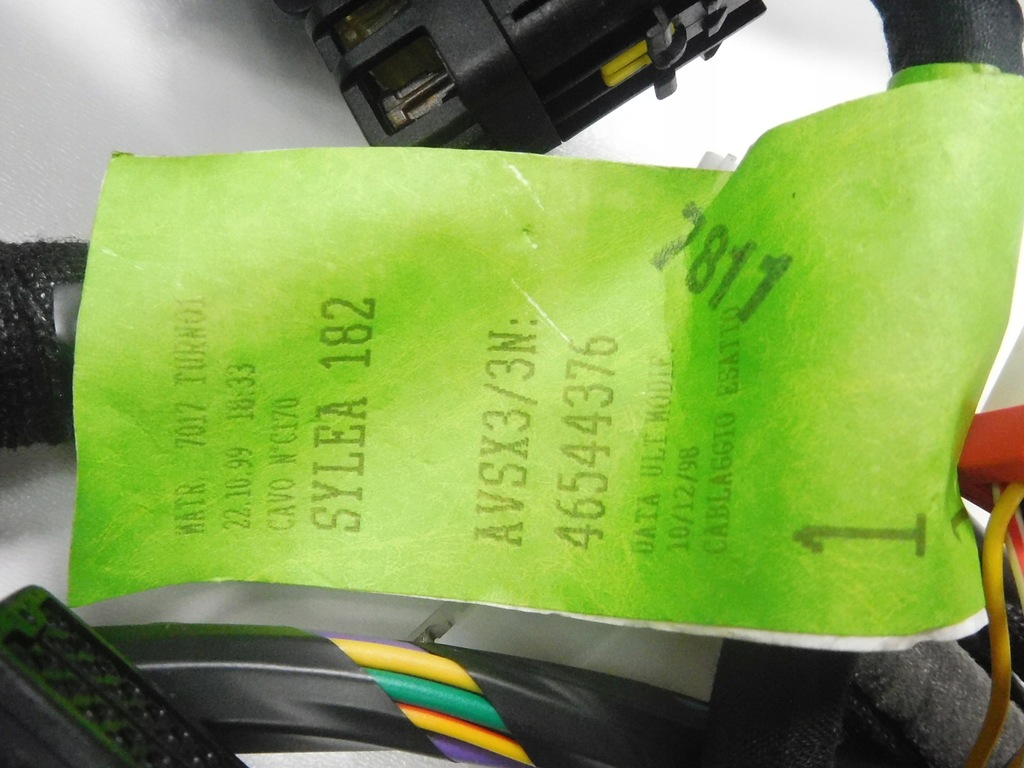 MATR 7017 TURNO1
22.10.99 18:33
CAVO N°C170
SYLEA 182
AVSX3/3N:
46544376
DATA ULT MODIF
10/12/98
CABLAGGIO ESATTO
1
7811